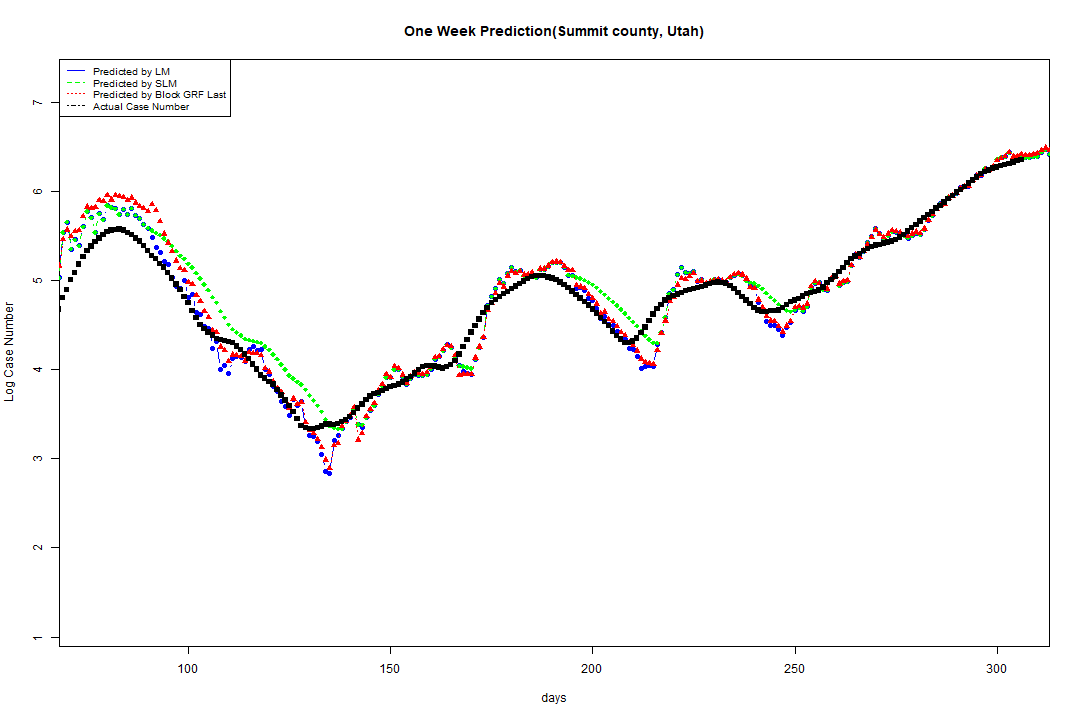 One Week Prediction(Summit county, Utah)
Predicted by LM
Predicted by SLM
Predicted by Block GRF Last
Actual Case Number
7
6
5
4
3
2
1
Log Case Number
100 150 200 250 300
days